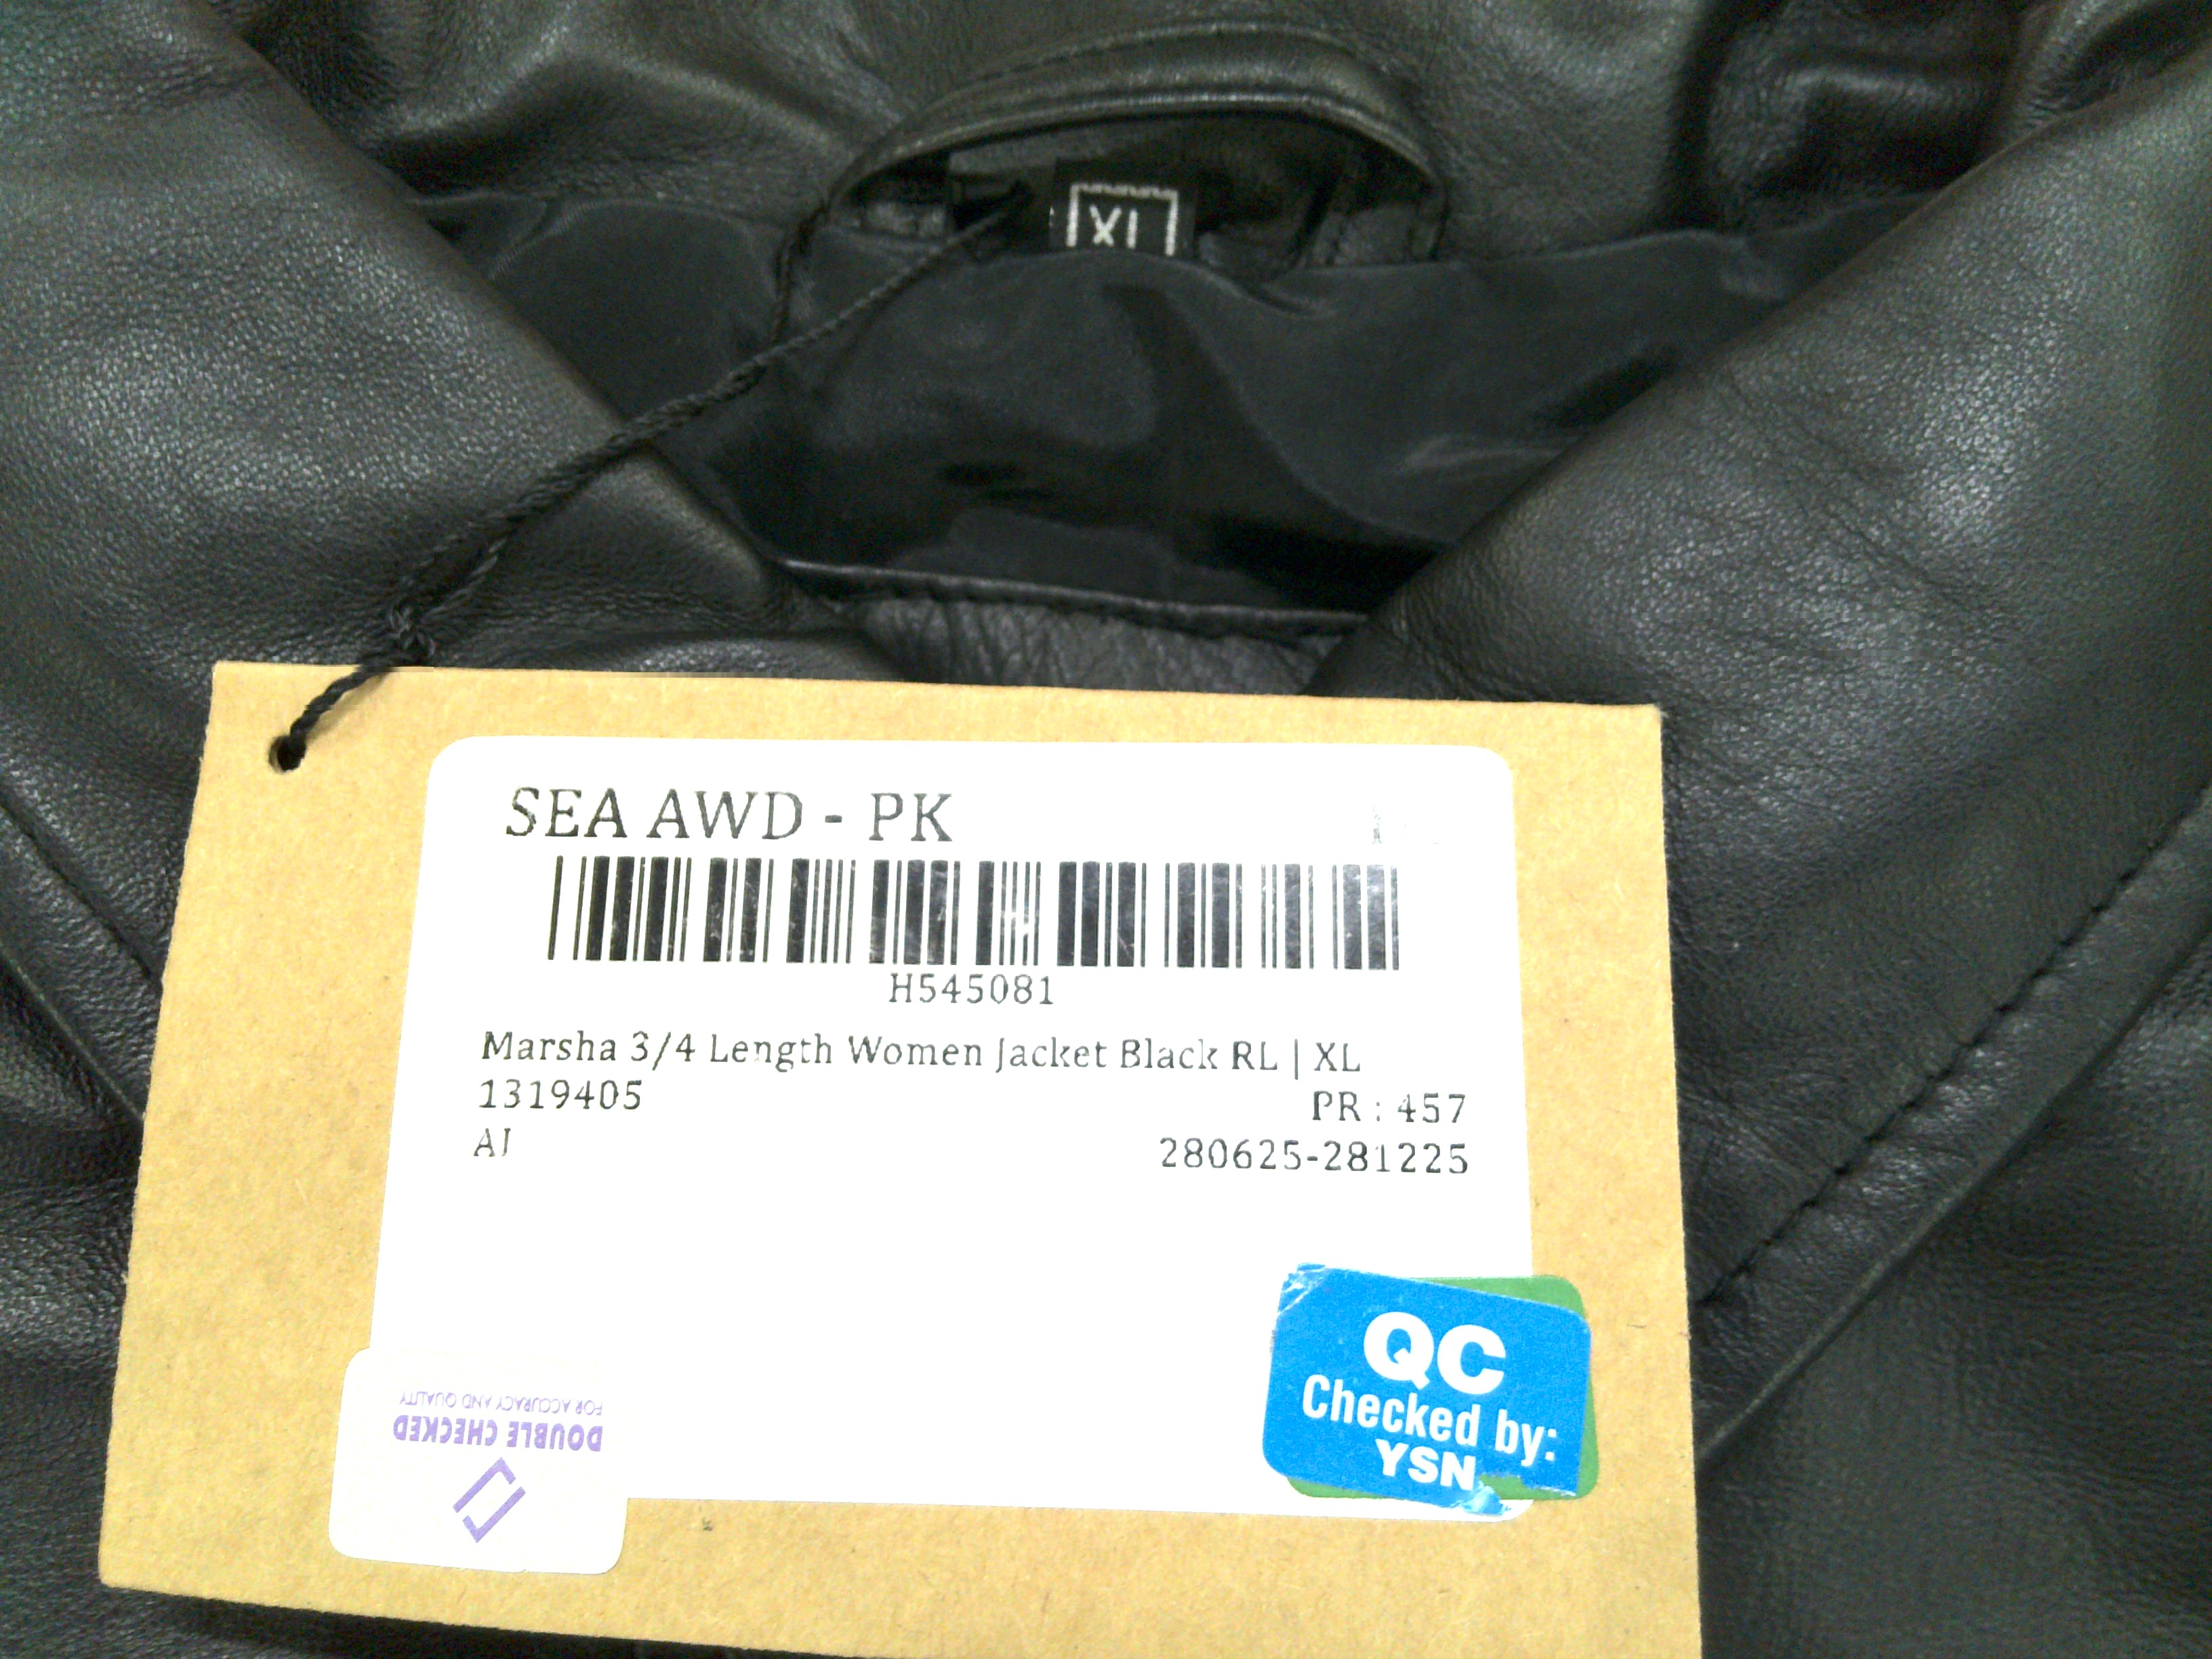 XL
SEA AWD - PK
H545081
Marsha 3/4 Length Women Jacket Black RL | XL
1319405
PR : 457
AJ
280625-281225
QC
Checked by:
YSN
DOUBLE CHECKED
FOR ACCURACY AND QUALITY